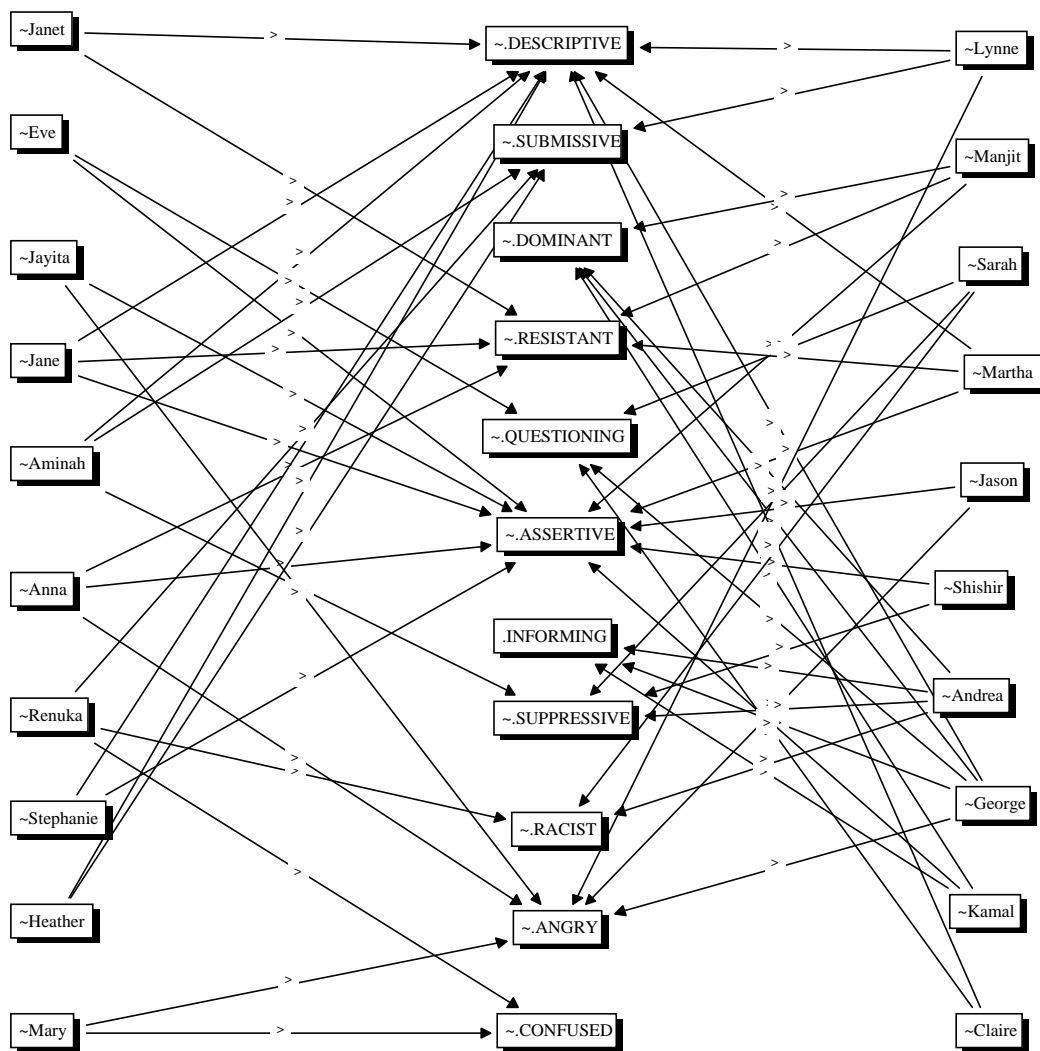 ~Janet
~.DESCRIPTIVE
~Lynne
~Eve
~.SUBMISSIVE
~Manjit
~Jayita
~.DOMINANT
~Sarah
~Jane
~.RESISTANT
~Martha
~Aminah
~.QUESTIONING
~Jason
~Anna
~.ASSERTIVE
~Shishir
.INFORMING
~Renuka
~.SUPPRESSIVE
~Andrea
~Stephanie
~.RACIST
~George
~Heather
~.ANGRY
~Kamal
~Mary
~.CONFUSED
~Claire